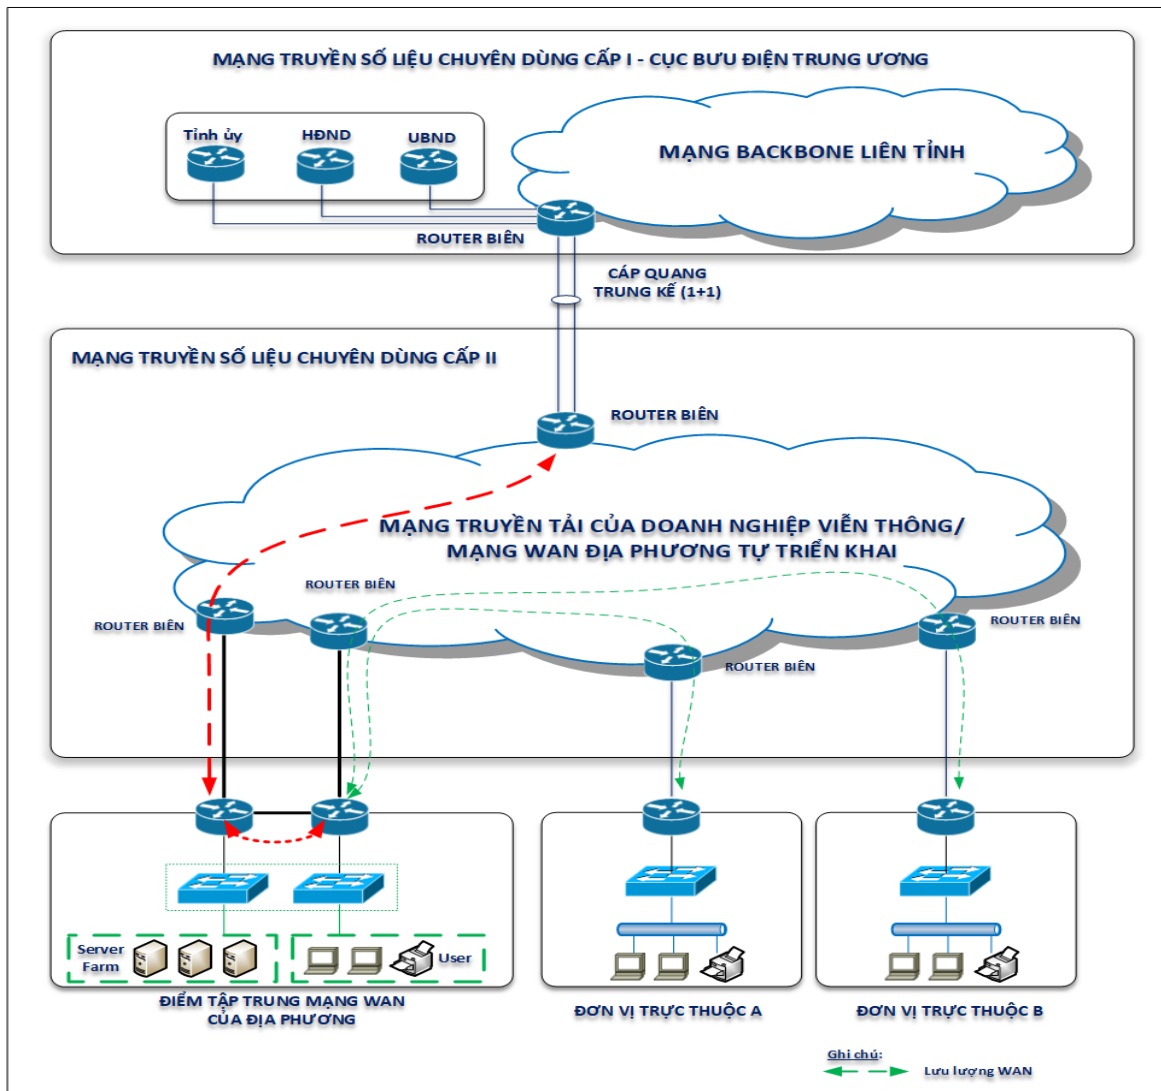 MẠNG TRUYỀN SỐ LIỆU CHUYÊN DÙNG CẤP I - CỤC BƯU ĐIỆN TRUNG ƯƠNG
Tỉnh ủy
HĐND
UBND
MẠNG BACKBONE LIÊN TỈNH
ROUTER BIÊN
CÁP QUANG
TRUNG KẾ (1+1)
MẠNG TRUYỀN SỐ LIỆU CHUYÊN DÙNG CẤP II
ROUTER BIÊN
MẠNG TRUYỀN TẢI CỦA DOANH NGHIỆP VIỄN THÔNG/
MẠNG WAN ĐỊA PHƯƠNG TỰ TRIỂN KHAI
ROUTER BIÊN
ROUTER BIÊN
ROUTER BIÊN
ROUTER BIÊN
Server
Farm
User
ĐIỂM TẬP TRUNG MẠNG WAN
CỦA ĐỊA PHƯƠNG
ĐƠN VỊ TRỰC THUỘC A
ĐƠN VỊ TRỰC THUỘC B
Ghi chú:
Lưu lượng WAN